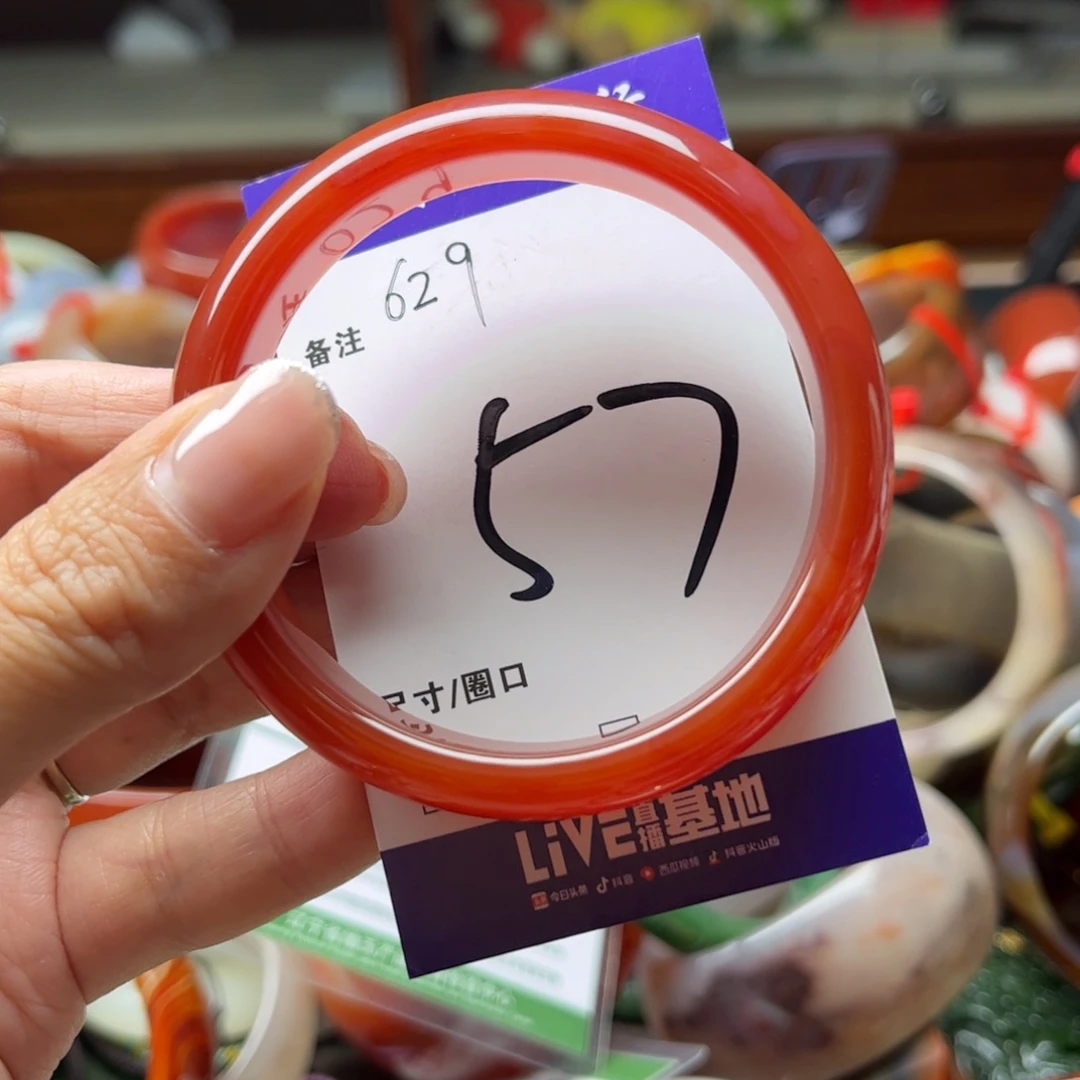 629
备注
57
尺寸/圈口
LiVE直播基地
今日头条 抖音 西瓜视频 抖音火山版